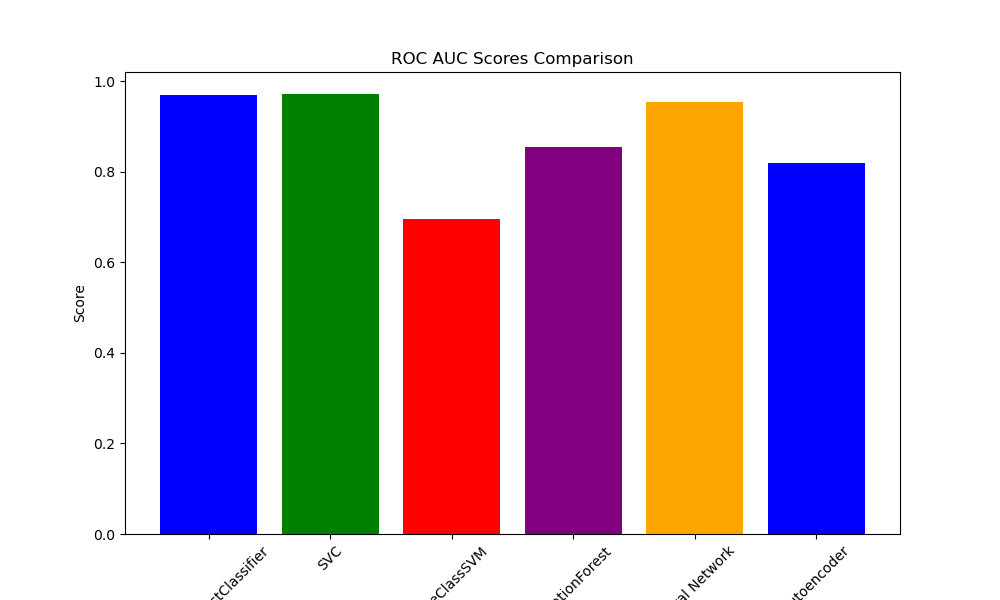 ROC AUC Scores Comparison
Score
1.0
0.8
0.6
0.4
0.2
0.0
stClassifier
SVC
eClassSVM
ationForest
al Network
utoencoder